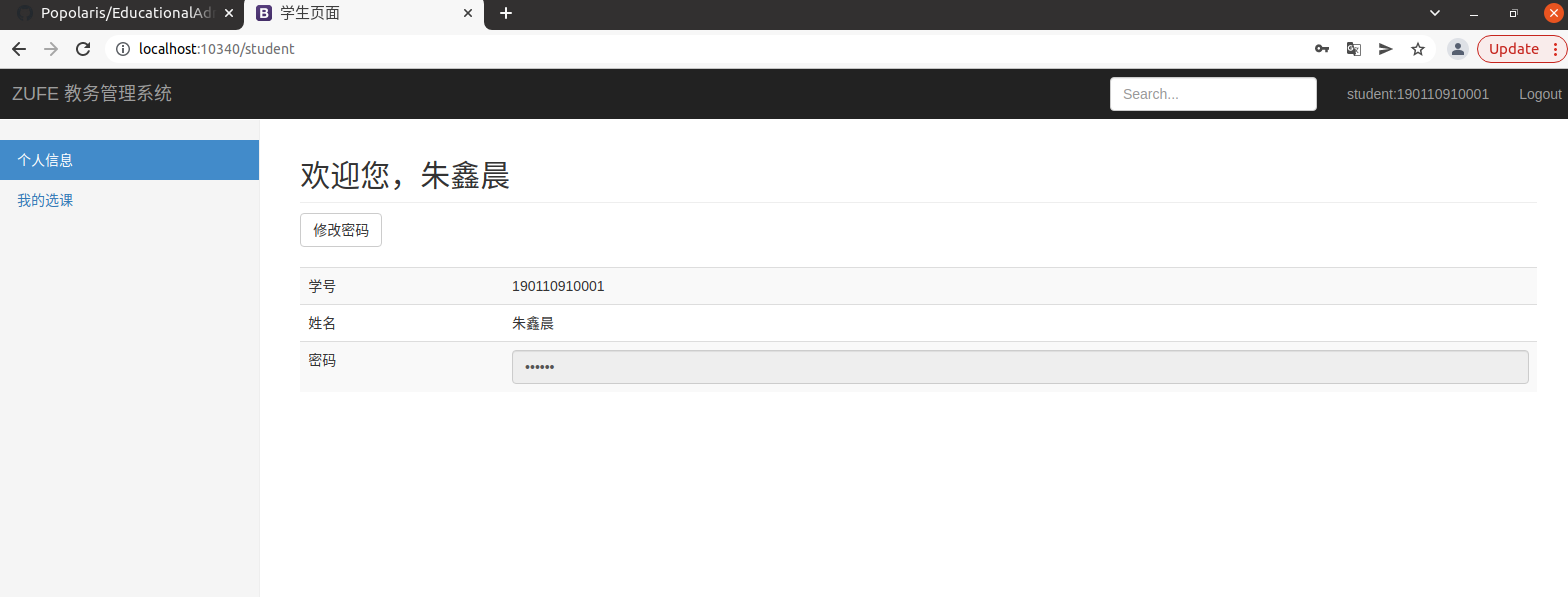 Popolaris/EducationalAd
学生页面
localhost:10340/student
Update
ZUFE 教务管理系统
Search...
student:190110910001
Logout
个人信息
我的选课
欢迎您，朱鑫晨
修改密码
学号 190110910001
姓名 朱鑫晨
密码 ••••••